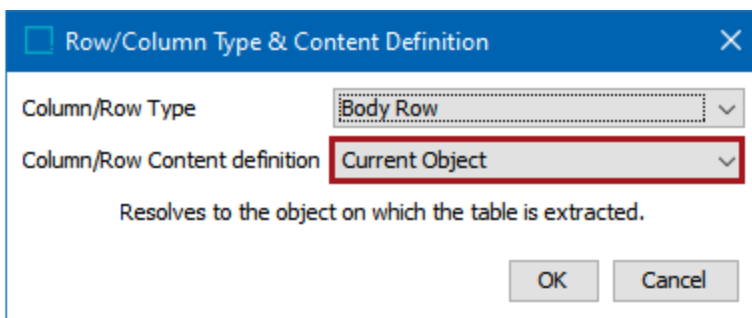 Row/Column Type & Content Definition
Column/Row Type Body Row
Column/Row Content definition Current Object
Resolves to the object on which the table is extracted.
OK Cancel